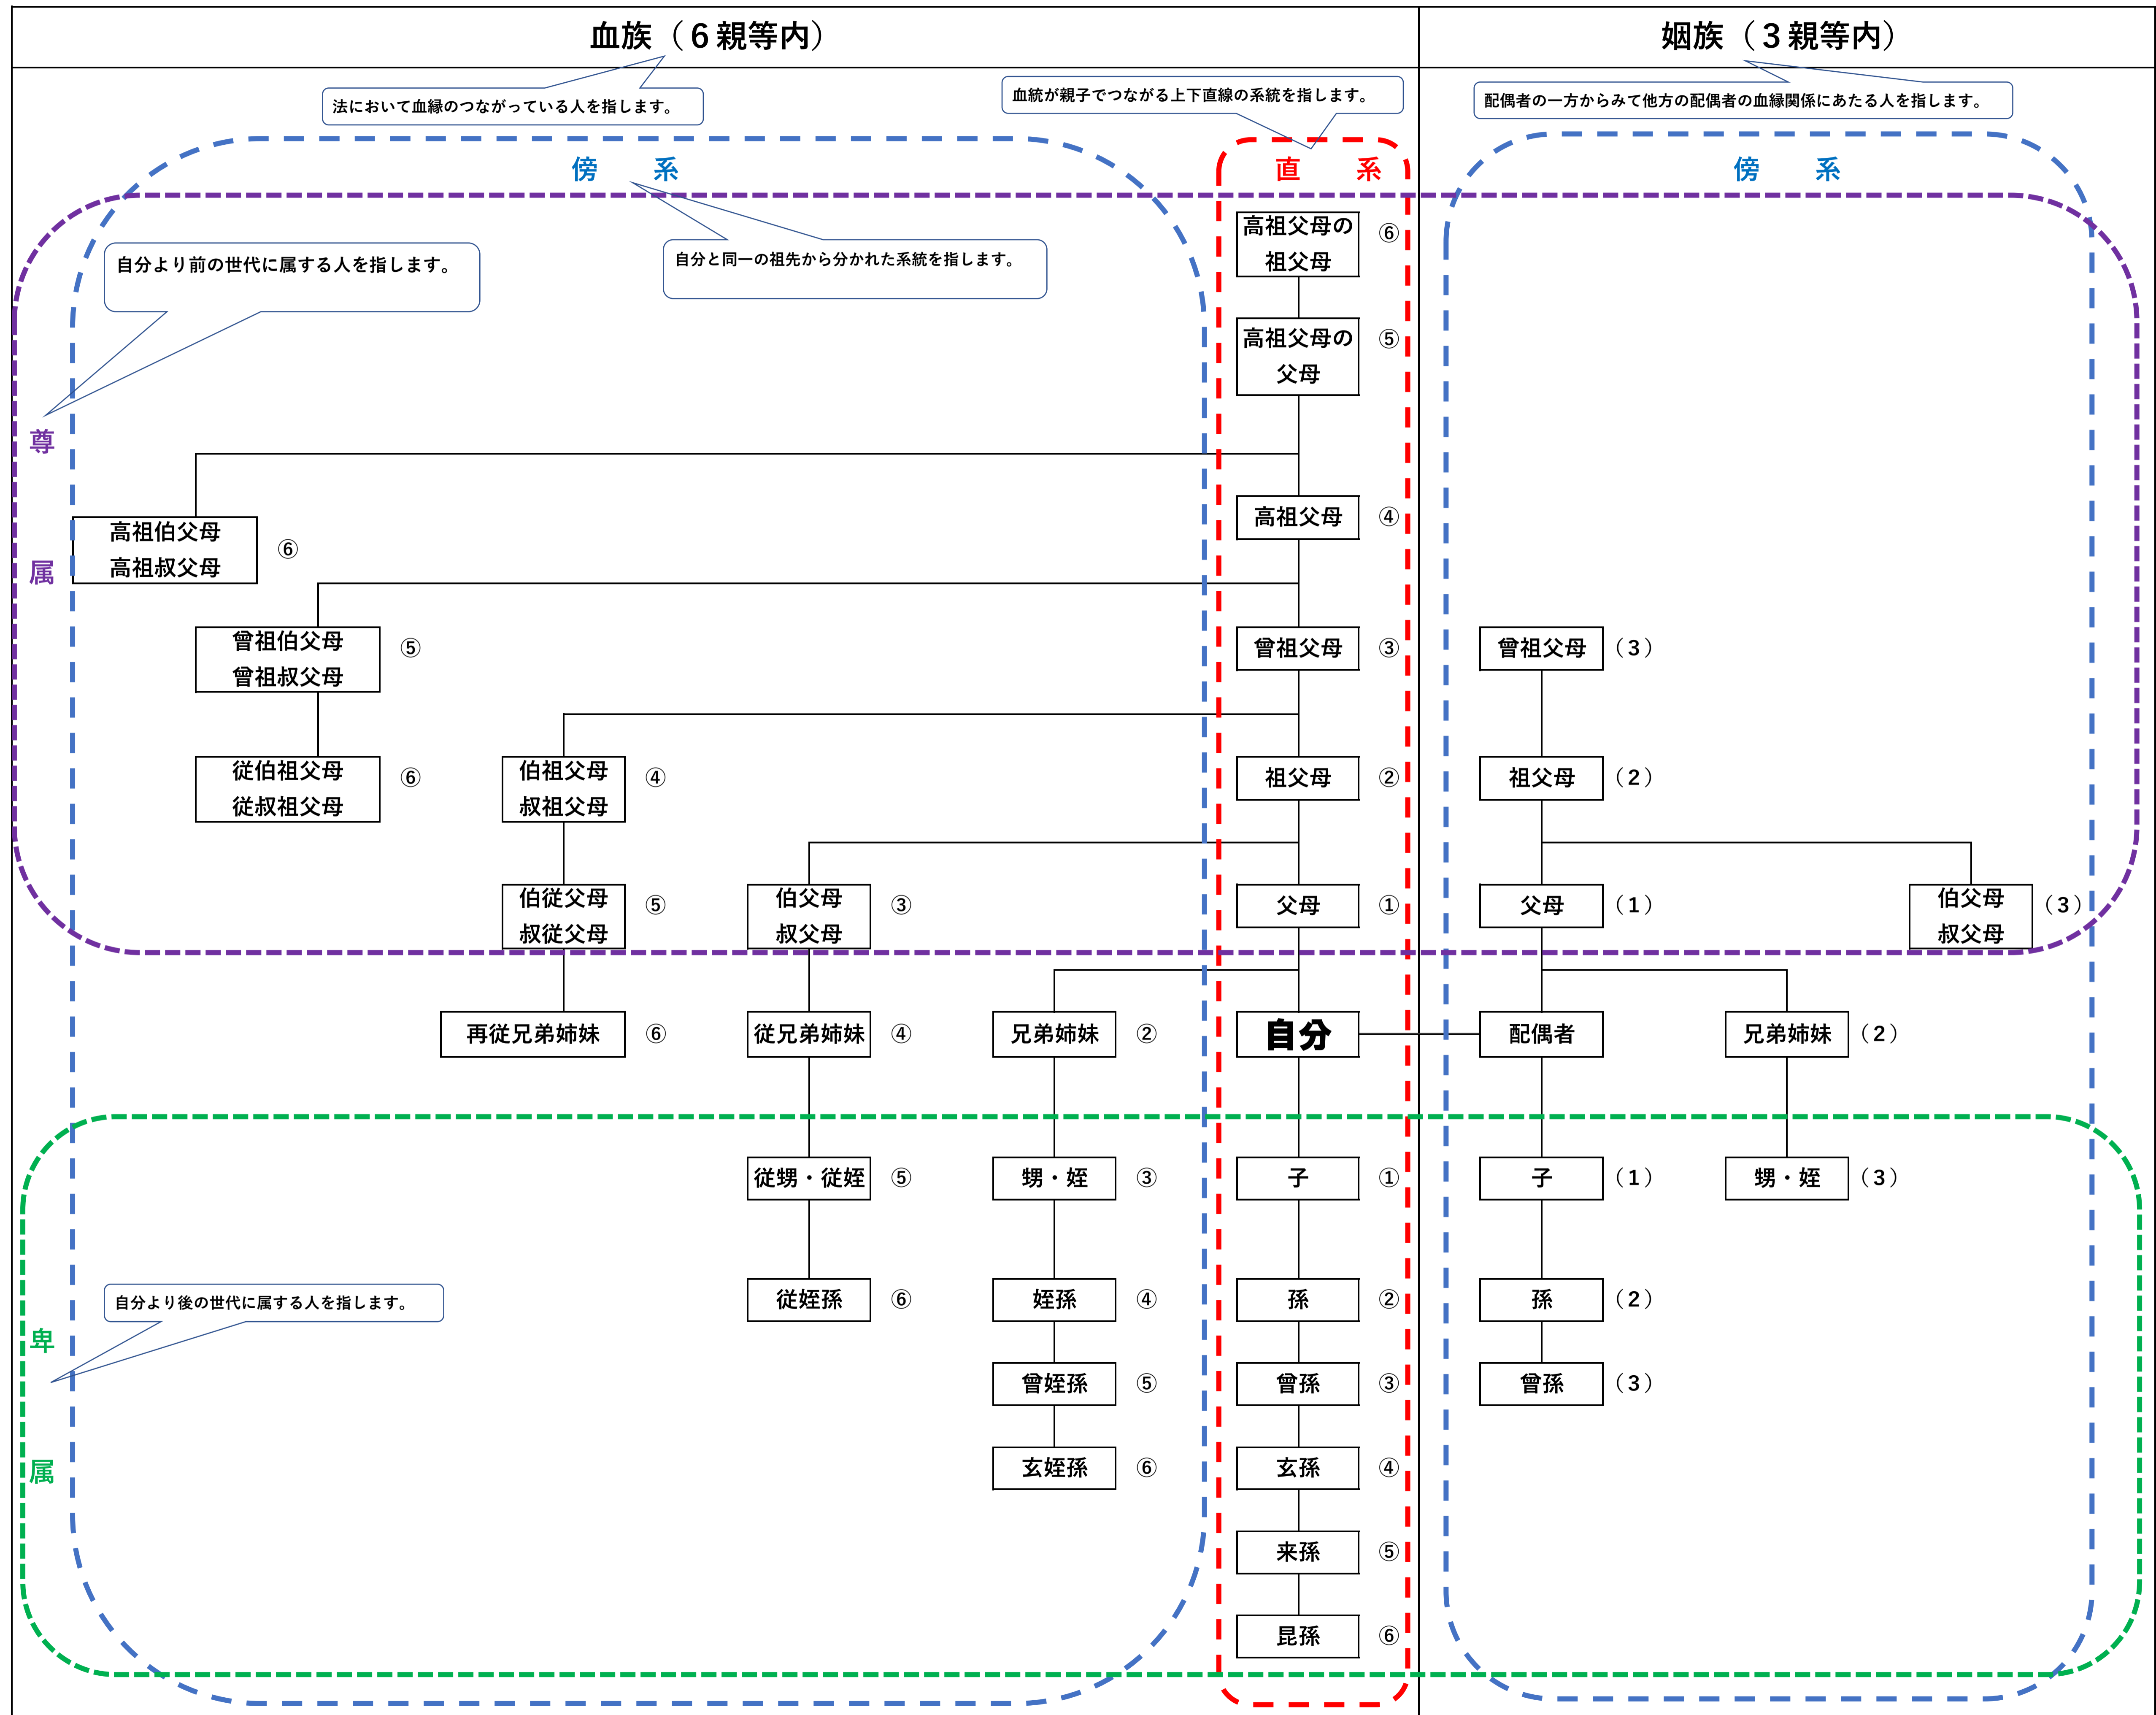 血族（６親等内）
姻族（３親等内）
法において血縁のつながっている人を指します。
血統が親子でつながる上下直線の系統を指します。
配偶者の一方からみて他方の配偶者の血縁関係にあたる人を指します。
傍　系
直　系
傍　系
自分より前の世代に属する人を指します。
自分と同一の祖先から分かれた系統を指します。
高祖父母の
祖父母
⑥
高祖父母の
父母
⑤
尊
属
高祖伯父母
高祖叔父母
⑥
高祖父母
④
曾祖伯父母
曾祖叔父母
⑤
曾祖父母
③
曾祖父母
（３）
従伯祖父母
従叔祖父母
⑥
伯祖父母
叔祖父母
④
祖父母
②
祖父母
（２）
伯従父母
叔従父母
⑤
伯父母
叔父母
③
父母
①
父母
（１）
伯父母
叔父母
（３）
再従兄弟姉妹
⑥
従兄弟姉妹
④
兄弟姉妹
②
自分
配偶者
兄弟姉妹
（２）
従甥・従姪
⑤
甥・姪
③
子
①
子
（１）
甥・姪
（３）
自分より後の世代に属する人を指します。
卑
属
従姪孫
⑥
姪孫
④
孫
②
孫
（２）
曾姪孫
⑤
曾孫
③
曾孫
（３）
玄姪孫
⑥
玄孫
④
来孫
⑤
昆孫
⑥